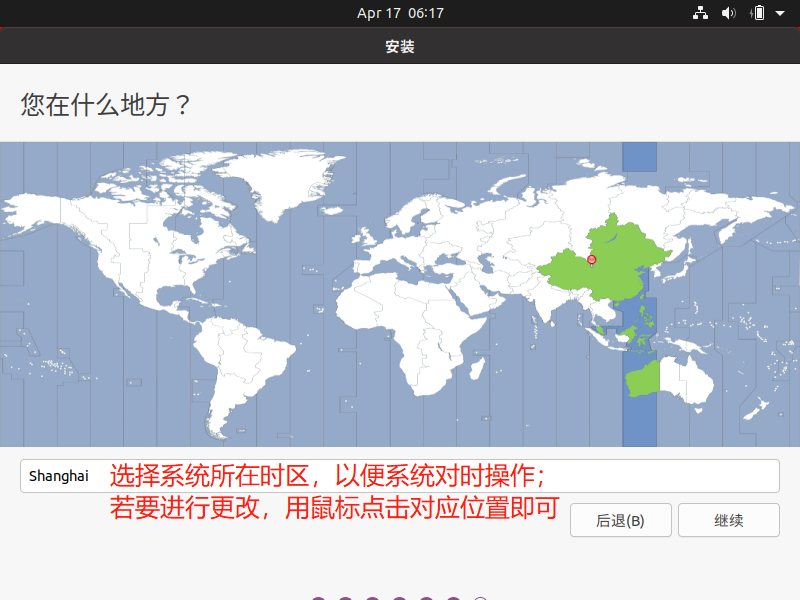 Apr 17 06:17
安装
您在什么地方？
Shanghai
选择系统所在时区，以便系统对时操作；
若要进行更改，用鼠标点击对应位置即可
后退(B)
继续